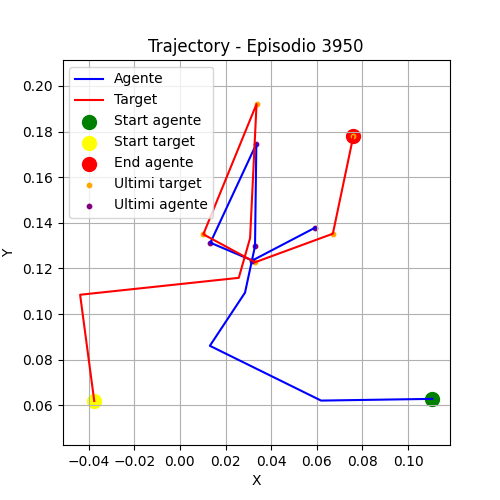 Trajectory - Episodio 3950
Agente
Target
Start agente
Start target
End agente
Ultimi target
Ultimi agente
Y
0.20
0.18
0.16
0.14
0.12
0.10
0.08
0.06
−0.04 −0.02 0.00 0.02 0.04 0.06 0.08 0.10
X